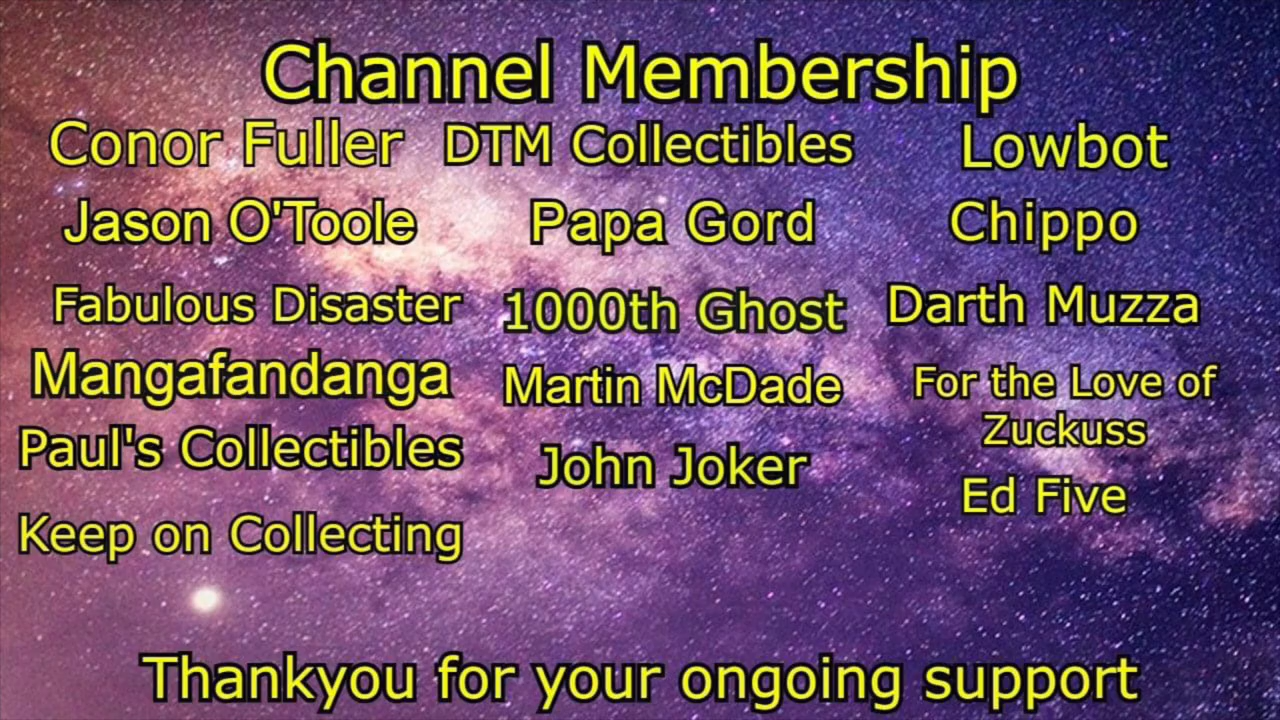 Channel Membership
Conor Fuller
DTM Collectibles
Lowbot
Jason O'Toole
Papa Gord
Chippo
Fabulous Disaster
1000th Ghost
Darth Muzza
Mangafandanga
Martin McDade
For the Love of
Zuckuss
Paul's Collectibles
John Joker
Ed Five
Keep on Collecting
Thankyou for your ongoing support